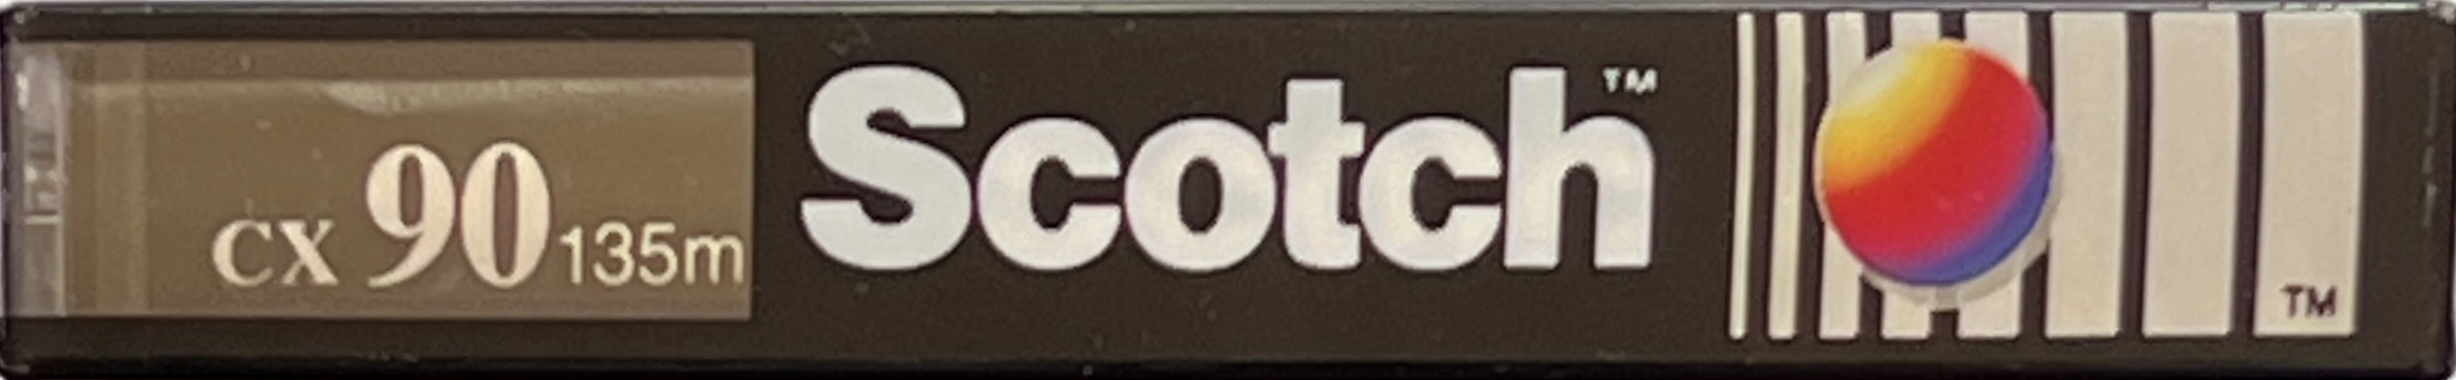 CX 90 135m
Scotch™
TM